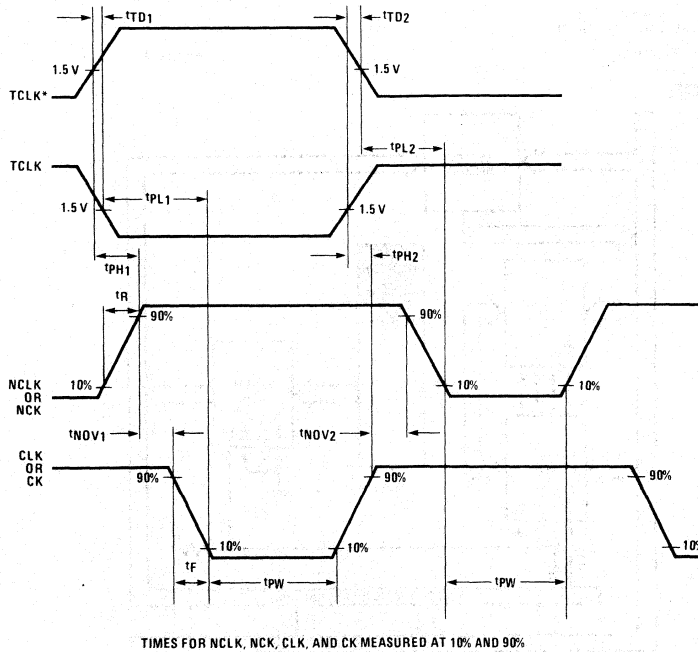 tTD1
tTD2
1.5 V
1.5 V
TCLK*
tPL2
TCLK
tPL1
1.5 V
1.5 V
tPH1
tPH2
tR
90%
90%
NCLK
OR
NCK
10%
10%
10%
tNOV1
tNOV2
CLK
OR
CK
90%
90%
90%
10%
10%
10%
tF
tPW
tPW
TIMES FOR NCLK, NCK, CLK, AND CK MEASURED AT 10% AND 90%